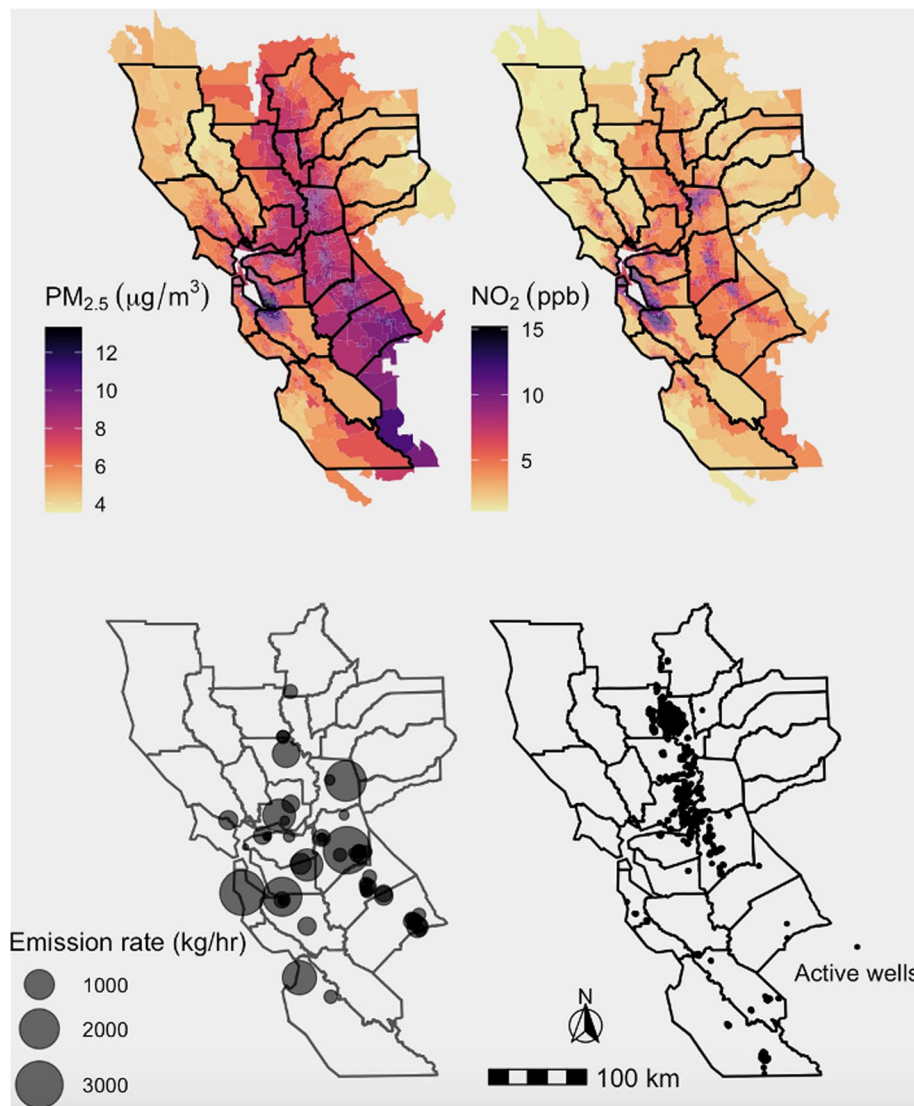 PM2.5 (μg/m3)
12
10
8
6
4
NO2 (ppb)
15
10
5
Emission rate (kg/hr)
1000
2000
3000
Active wells
N
100 km